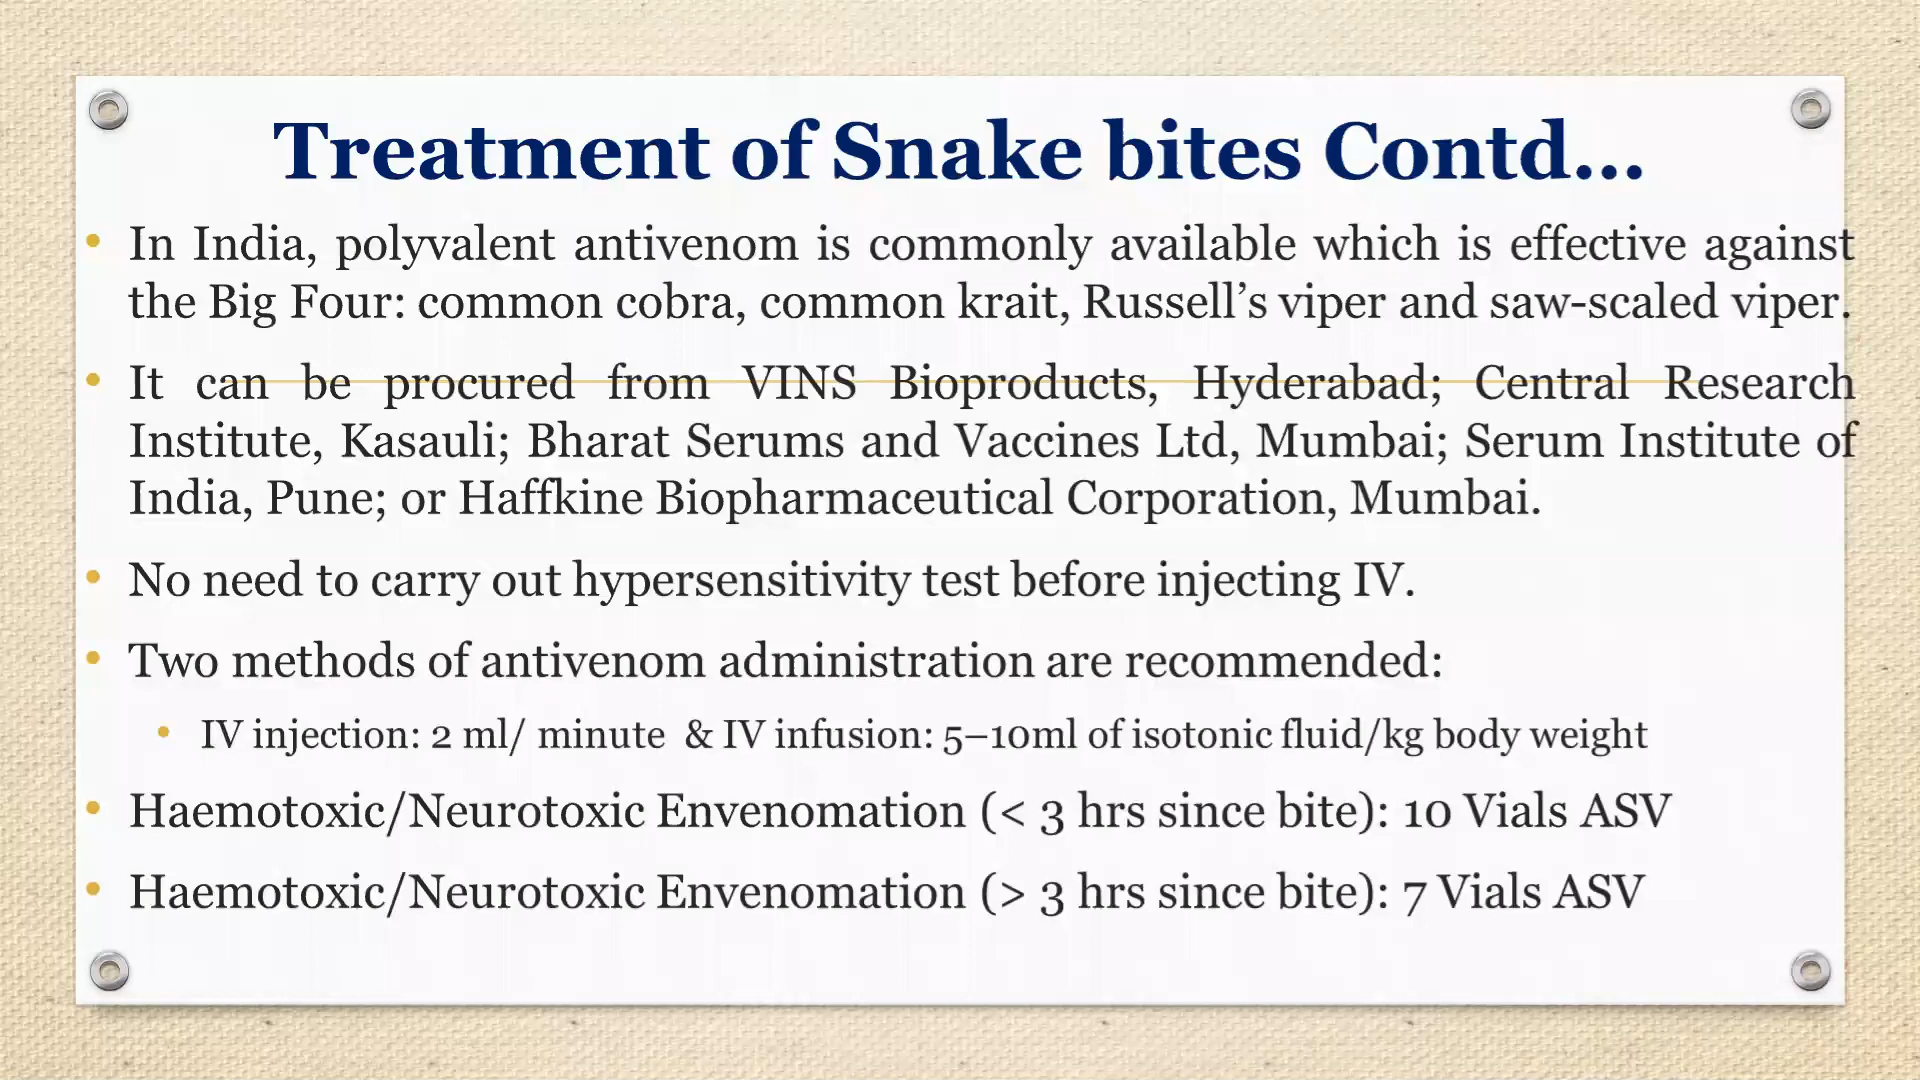 Treatment of Snake bites Contd...
• In India, polyvalent antivenom is commonly available which is effective against
the Big Four: common cobra, common krait, Russell’s viper and saw-scaled viper.
• It can be procured from VINS Bioproducts, Hyderabad; Central Research
Institute, Kasauli; Bharat Serums and Vaccines Ltd, Mumbai; Serum Institute of
India, Pune; or Haffkine Biopharmaceutical Corporation, Mumbai.
• No need to carry out hypersensitivity test before injecting IV.
• Two methods of antivenom administration are recommended:
• IV injection: 2 ml/ minute & IV infusion: 5–10ml of isotonic fluid/kg body weight
• Haemotoxic/Neurotoxic Envenomation (< 3 hrs since bite): 10 Vials ASV
• Haemotoxic/Neurotoxic Envenomation (> 3 hrs since bite): 7 Vials ASV